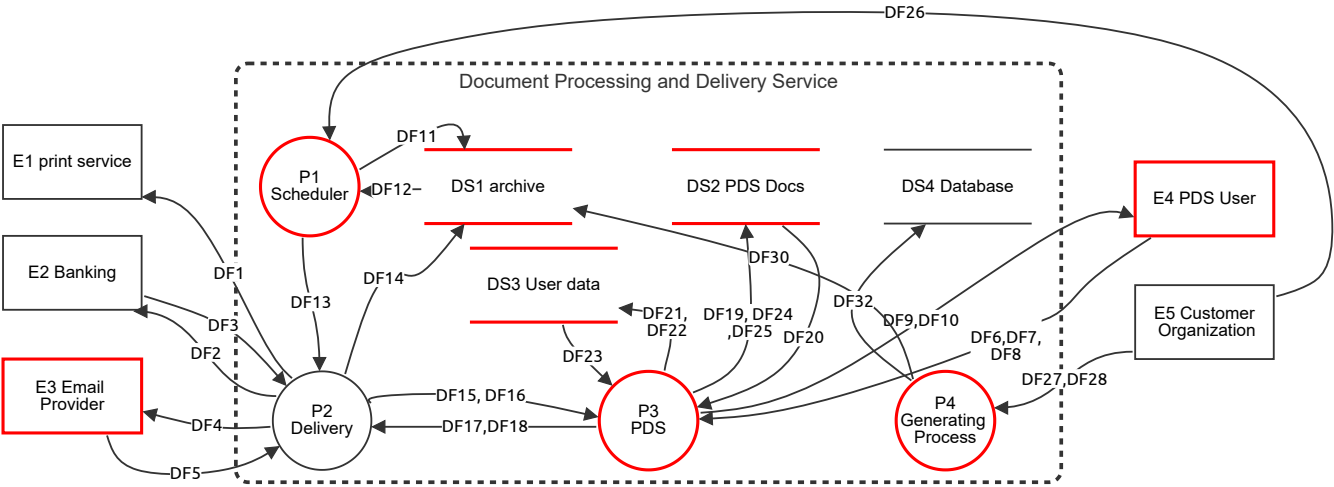 DF26
Document Processing and Delivery Service
DF11
E1 print service
P1
Scheduler
DF12
DS1 archive
DS2 PDS Docs
DS4 Database
E4 PDS User
DF30
E2 Banking
DF1
DF14
DS3 User data
DF13
DF32
DF3
DF21,
DF22
DF19, DF24
,DF25
DF9,DF10
E5 Customer
Organization
DF2
DF23
DF20
DF6,DF7,
DF8
E3 Email
Provider
DF27,DF28
DF15, DF16
P2
Delivery
P3
PDS
P4
Generating
Process
DF4
DF17,DF18
DF5